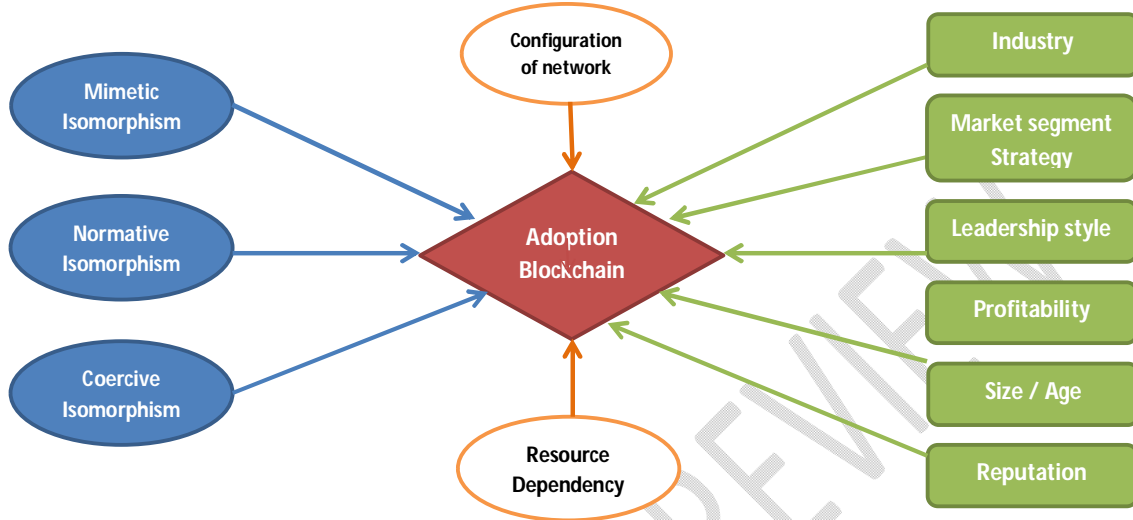 Configuration
of network
Mimetic
Isomorphism
Normative
Isomorphism
Coercive
Isomorphism
Adoption
Blockchain
Resource
Dependency
Industry
Market segment
Strategy
Leadership style
Profitability
Size / Age
Reputation
REVIEW